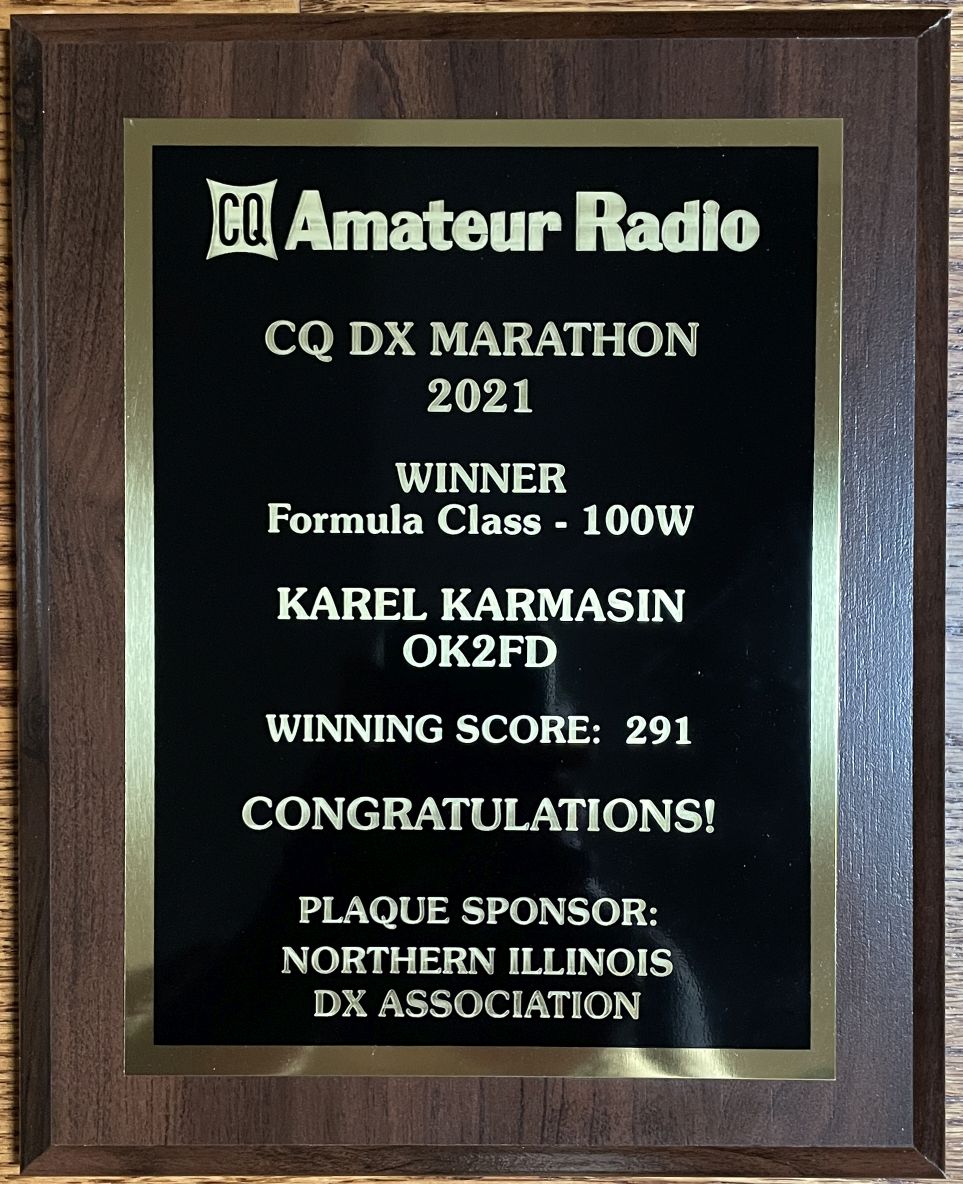 CQ Amateur Radio
CQ DX MARATHON
2021
WINNER
Formula Class - 100W
KAREL KARMASIN
OK2FD
WINNING SCORE: 291
CONGRATULATIONS!
PLAQUE SPONSOR:
NORTHERN ILLINOIS
DX ASSOCIATION